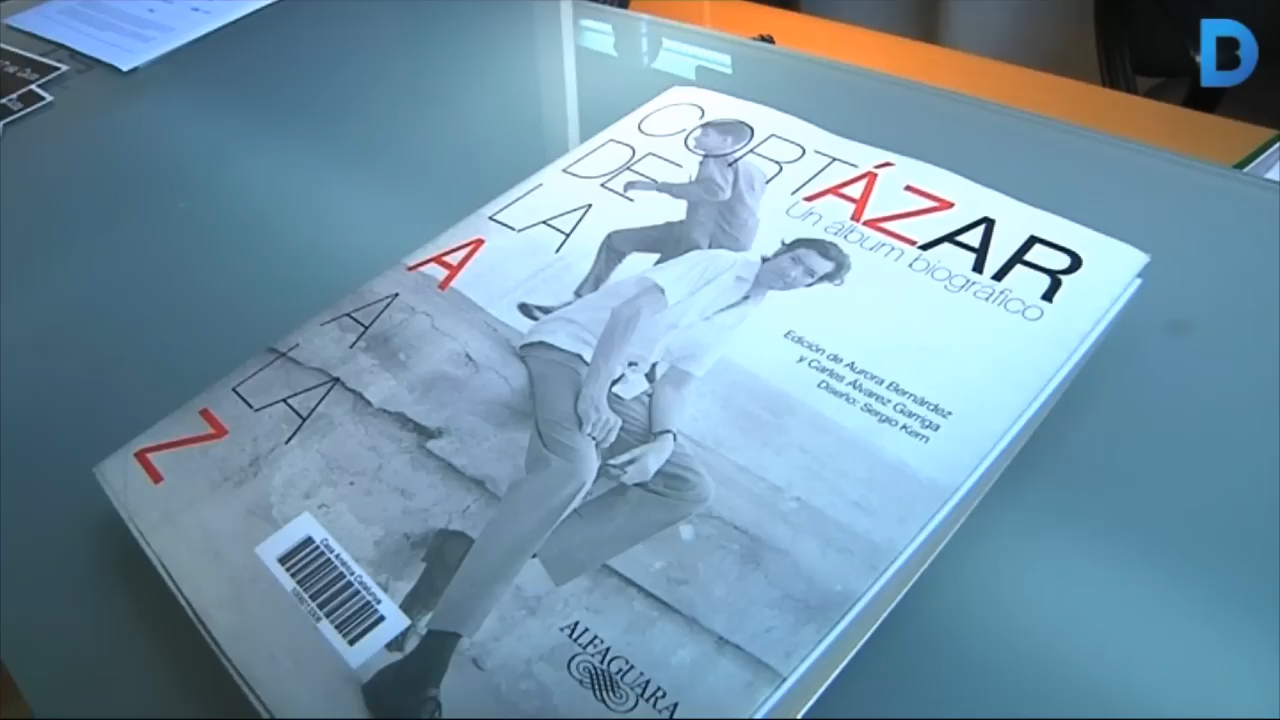 CORTÁZAR
DE
LA
A
A
LA
Z
Un álbum biográfico
Edición de Aurora Bernárdez
y Carles Álvarez Garriga
Diseño: Sergio Kern
Casa Amèrica Catalunya
ALFAGUARA
B